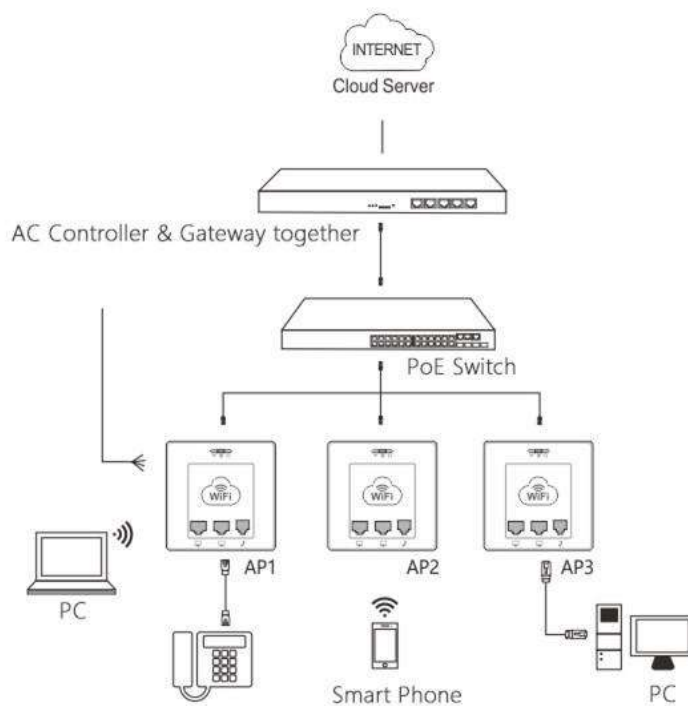 INTERNET
Cloud Server
AC Controller & Gateway together
PoE Switch
WiFi
WiFi
WiFi
AP1
AP2
AP3
PC
Smart Phone
PC